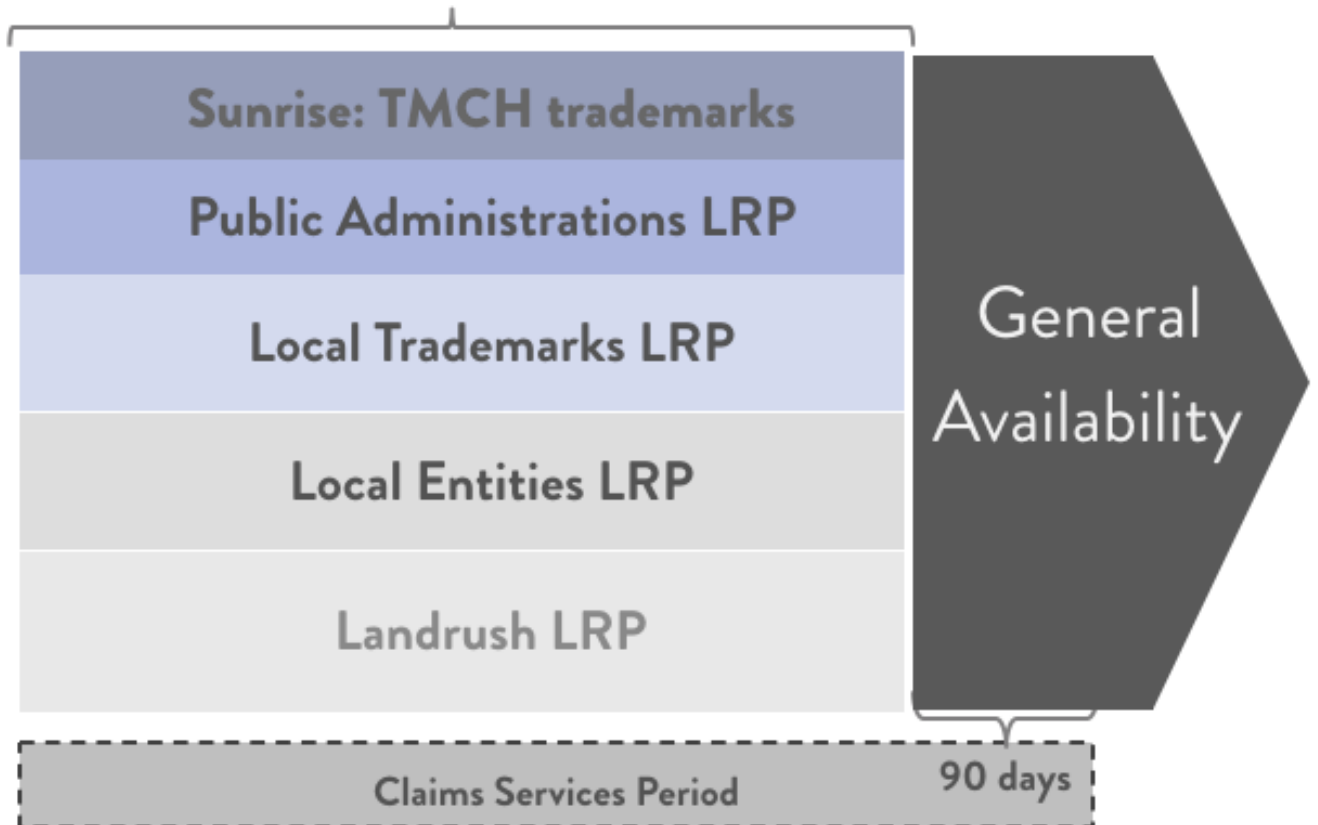 Sunrise: TMCH trademarks
Public Administrations LRP
Local Trademarks LRP
Local Entities LRP
Landrush LRP
General
Availability
Claims Services Period
90 days